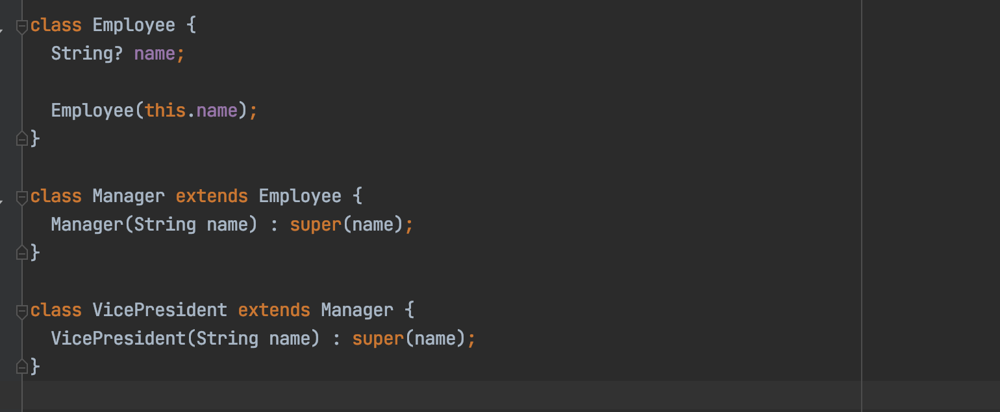 class Employee {
  String? name;

  Employee(this.name);
}

class Manager extends Employee {
  Manager(String name) : super(name);
}

class VicePresident extends Manager {
  VicePresident(String name) : super(name);
}